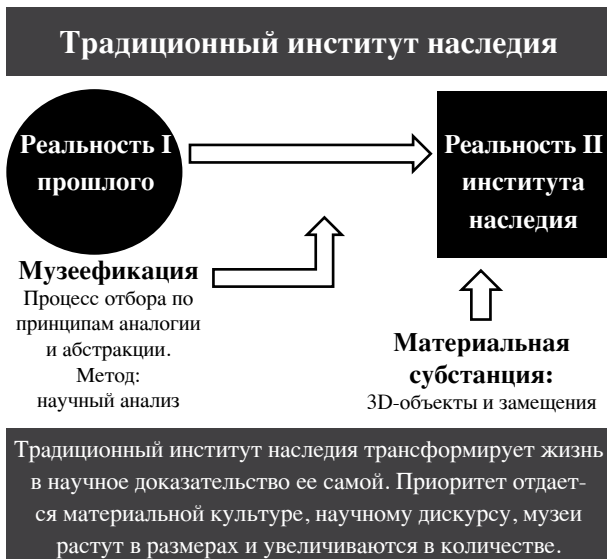 Традиционный институт наследия
Реальность I
прошлого
Реальность II
института
наследия
Музеефикация
Процесс отбора по
принципам аналогии
и абстракции.
Метод:
научный анализ
Материальная
субстанция:
3D-объекты и замещения
Традиционный институт наследия трансформирует жизнь
в научное доказательство ее самой. Приоритет отдает-
ся материальной культуре, научному дискурсу, музеи
растут в размерах и увеличиваются в количестве.